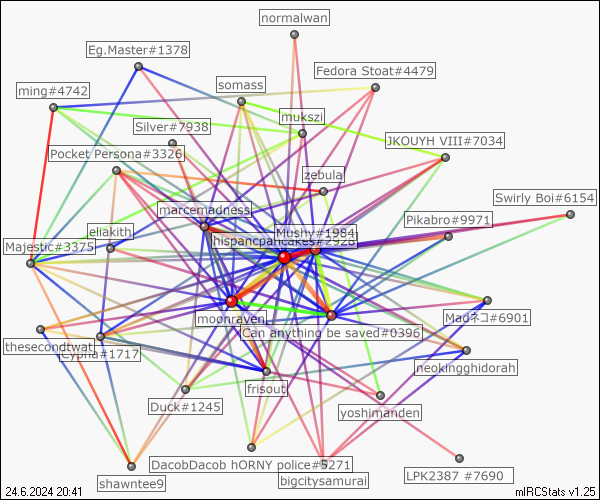 normalwan
Eg.Master#1378
Fedora Stoat#4479
somass
ming#4742
mukszi
Silver#7938
JKOUYH VIII#7034
Pocket Persona#3326
zebula
Swirly Boi#6154
marcemadness
Pikabro#9971
eliakith
Mushy#1984
hispancpancakes#2928
Majestic#3375
moonraven
Madネコ#6901
Can anything be saved#0396
thesecondtwat
Cypha#1717
neokingghidorah
frisout
Duck#1245
yoshimanden
DacobDacob hORNY police#5271
LPK2387 #7690
shawntee9
bigcitysamurai
24.6.2024 20:41
mIRCStats v1.25